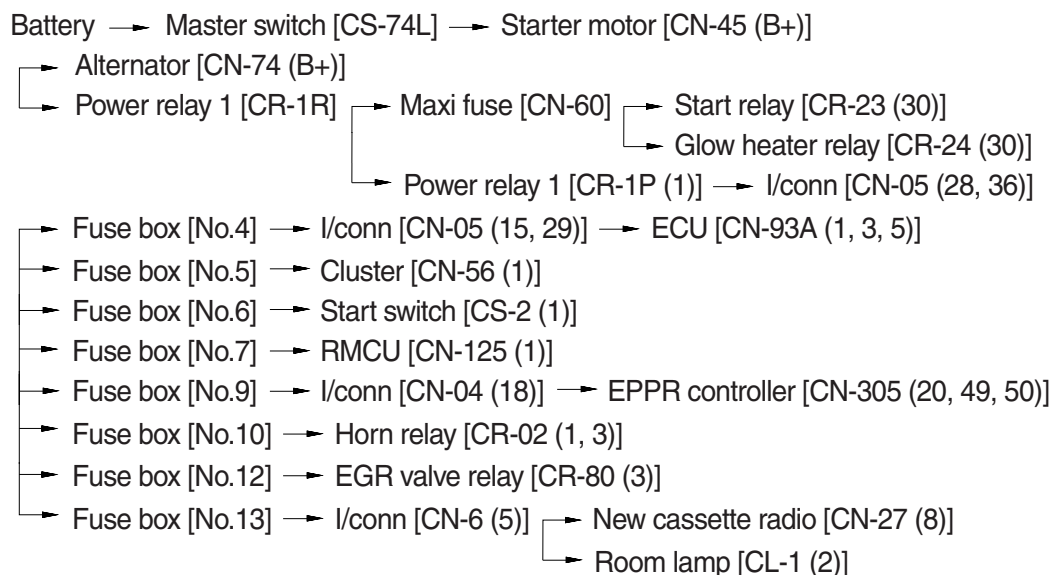 Battery → Master switch [CS-74L] → Starter motor [CN-45 (B+)]
→ Alternator [CN-74 (B+)]
→ Power relay 1 [CR-1R] → Maxi fuse [CN-60] → Start relay [CR-23 (30)]
→ Glow heater relay [CR-24 (30)]
→ Power relay 1 [CR-1P (1)] → I/conn [CN-05 (28, 36)]
→ Fuse box [No.4] → I/conn [CN-05 (15, 29)] → ECU [CN-93A (1, 3, 5)]
→ Fuse box [No.5] → Cluster [CN-56 (1)]
→ Fuse box [No.6] → Start switch [CS-2 (1)]
→ Fuse box [No.7] → RMCU [CN-125 (1)]
→ Fuse box [No.9] → I/conn [CN-04 (18)] → EPPR controller [CN-305 (20, 49, 50)]
→ Fuse box [No.10] → Horn relay [CR-02 (1, 3)]
→ Fuse box [No.12] → EGR valve relay [CR-80 (3)]
→ Fuse box [No.13] → I/conn [CN-6 (5)] → New cassette radio [CN-27 (8)]
→ Room lamp [CL-1 (2)]